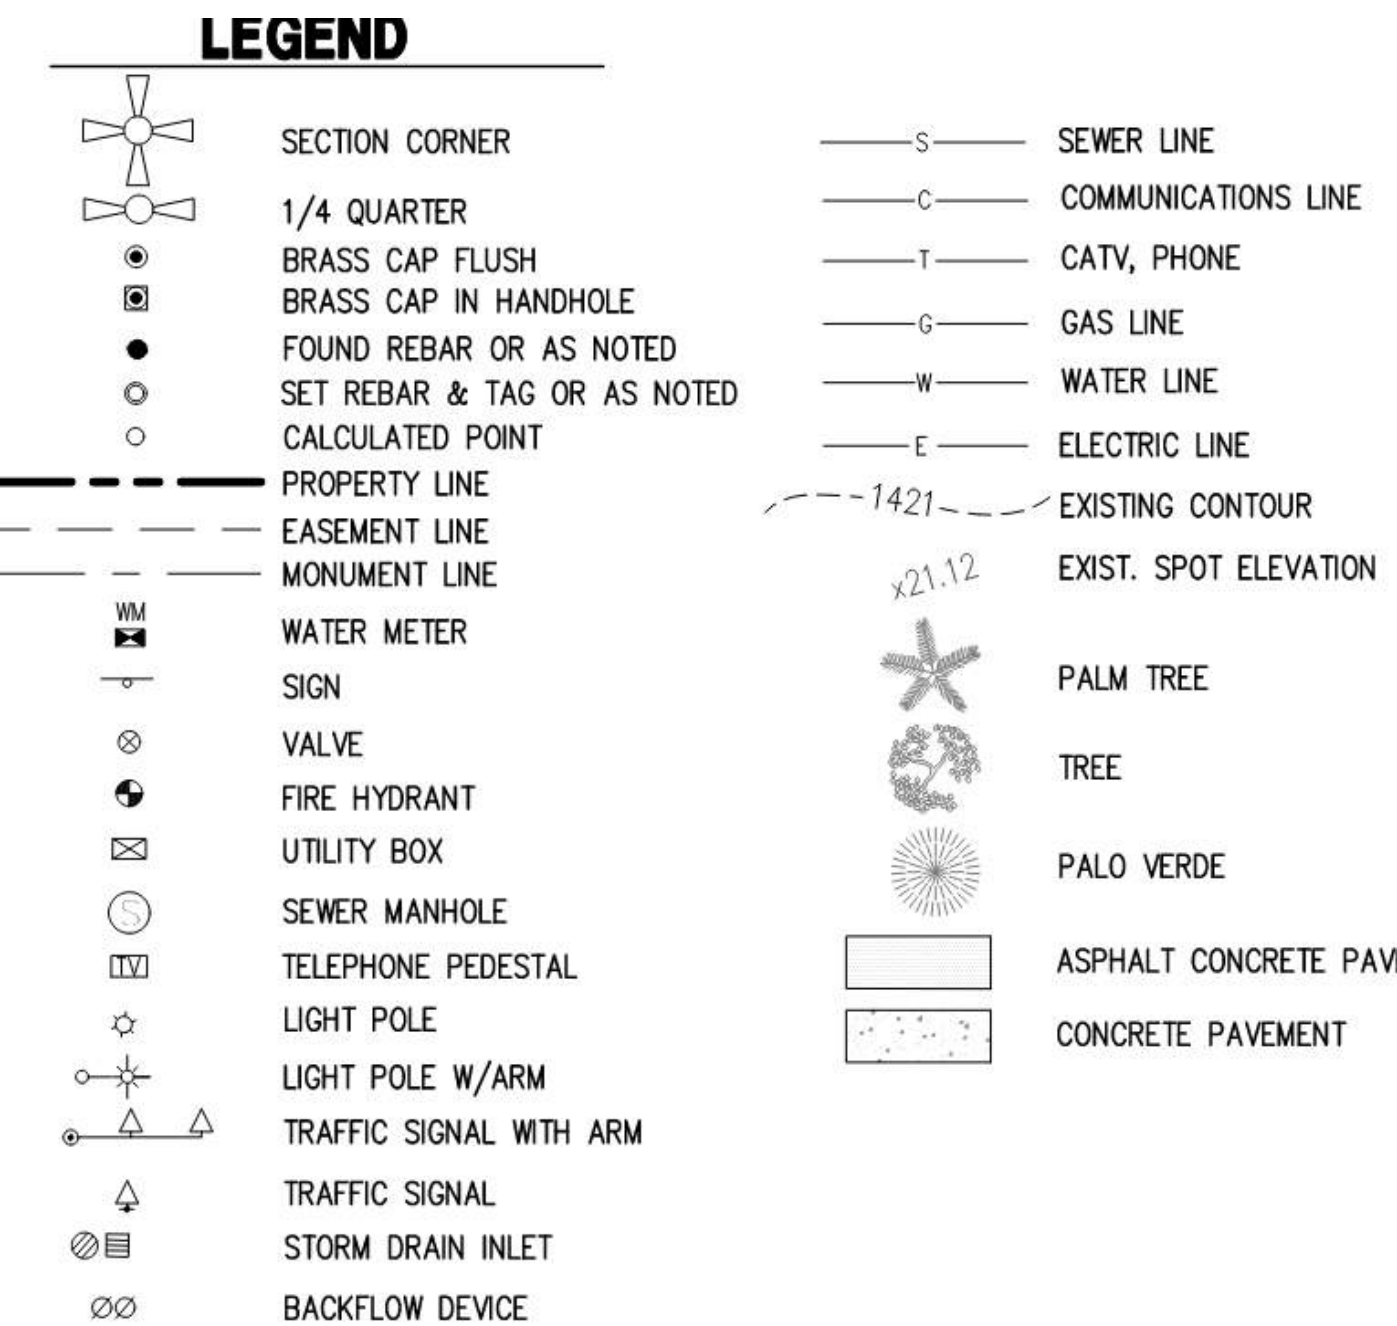 LEGEND
SECTION CORNER
1/4 QUARTER
BRASS CAP FLUSH
BRASS CAP IN HANDHOLE
FOUND REBAR OR AS NOTED
SET REBAR & TAG OR AS NOTED
CALCULATED POINT
PROPERTY LINE
EASEMENT LINE
MONUMENT LINE
WM
WATER METER
SIGN
VALVE
FIRE HYDRANT
UTILITY BOX
S SEWER MANHOLE
TV TELEPHONE PEDESTAL
LIGHT POLE
LIGHT POLE W/ARM
TRAFFIC SIGNAL WITH ARM
TRAFFIC SIGNAL
STORM DRAIN INLET
BACKFLOW DEVICE
S SEWER LINE
C COMMUNICATIONS LINE
T CATV, PHONE
G GAS LINE
W WATER LINE
E ELECTRIC LINE
1421 EXISTING CONTOUR
x21.12 EXIST. SPOT ELEVATION
PALM TREE
TREE
PALO VERDE
ASPHALT CONCRETE
CONCRETE PAVEMENT